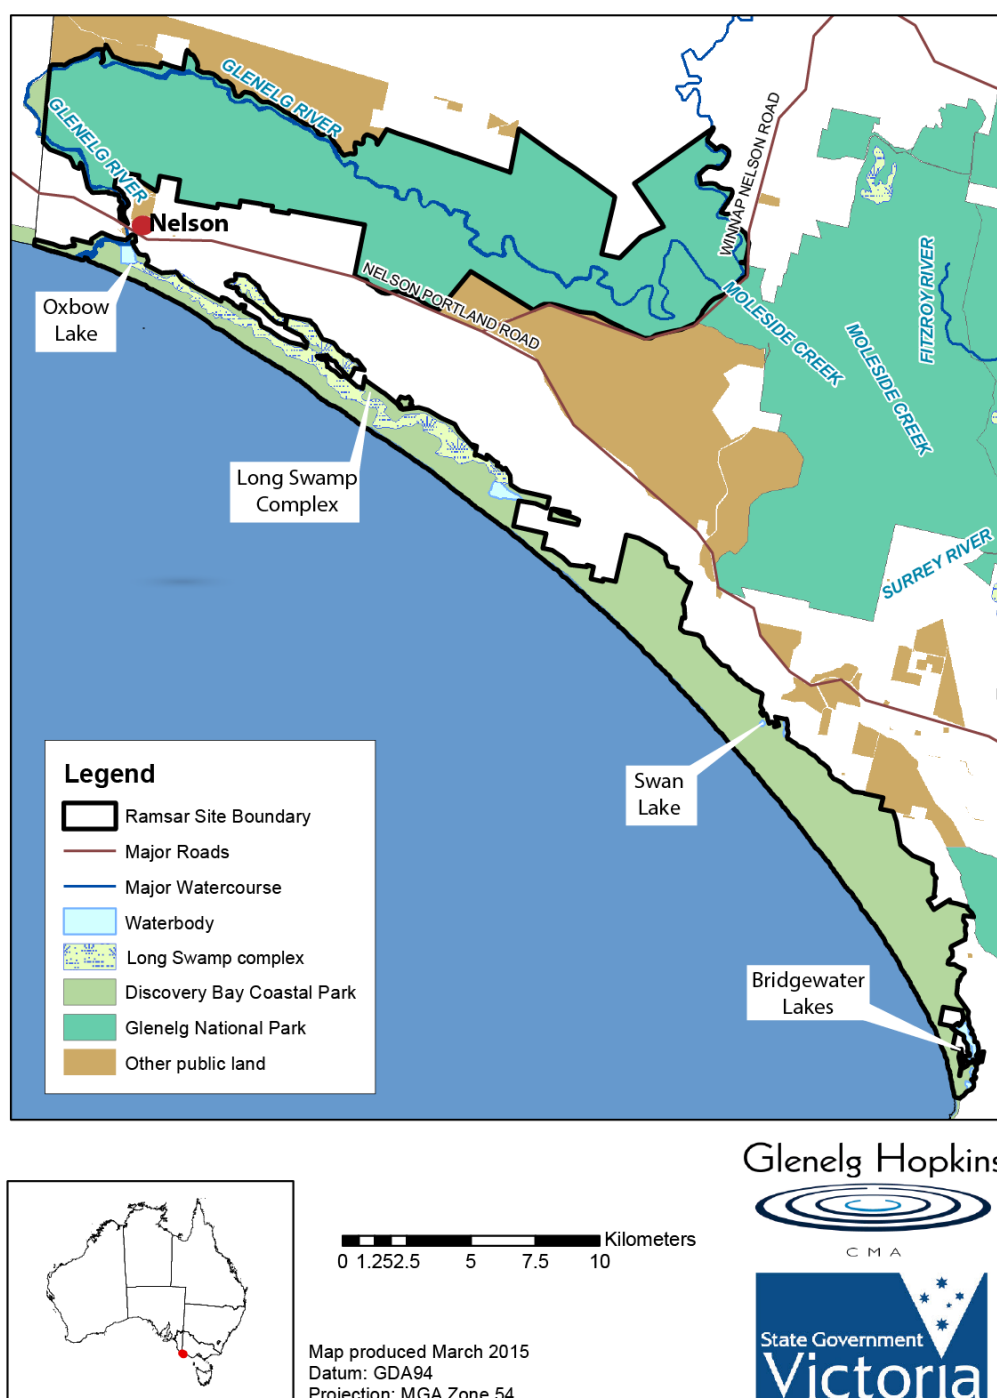 GLENELG RIVER
GLENELG RIVER
WINNAP NELSON ROAD
Nelson
NELSON PORTLAND ROAD
MOLESIDE CREEK
MOLESIDE CREEK
FITZROY RIVER
Oxbow
Lake
Long Swamp
Complex
SURREY RIVER
Swan
Lake
Bridgewater
Lakes
Legend
Ramsar Site Boundary
Major Roads
Major Watercourse
Waterbody
Long Swamp complex
Discovery Bay Coastal Park
Glenelg National Park
Other public land
Glenelg Hopkins
CMA
Kilometers
0 1.25 2.5 5 7.5 10
State Government
Victoria
Map produced March 2015
Datum: GDA94
Projection: MGA Zone 54